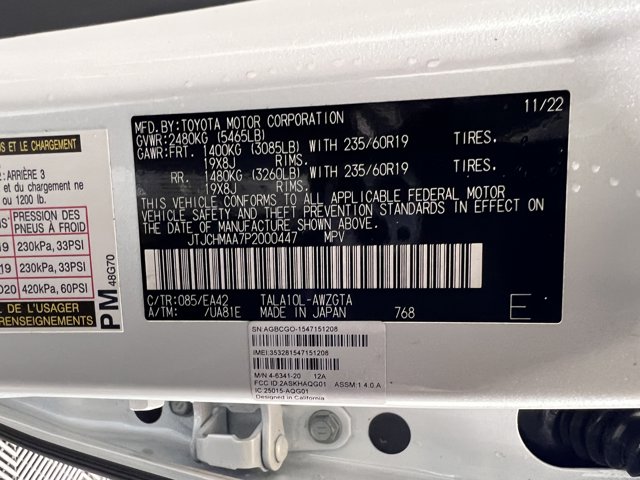 MFD.BY:TOYOTA MOTOR CORPORATION 11/22
GVWR:2480KG (5465LB)
GAWR:FRT. 1400KG (3085LB) WITH 235/60R19 TIRES.
19X8J RIMS.
RR. 1480KG (3260LB) WITH 235/60R19 TIRES.
19X8J RIMS.
THIS VEHICLE CONFORMS TO ALL APPLICABLE FEDERAL MOTOR
VEHICLE SAFETY AND THEFT PREVENTION STANDARDS IN EFFECT ON
THE DATE OF MANUFACTURE SHOWN ABOVE.
JTJCHMAA7P2000447 MPV
C/TR:085/EA42 TALA10L-AWZGTA
A/TM: /UA81E MADE IN JAPAN 768 E
ET LE CHARGEMENT
2 : ARRIÈRE 3
et du chargement ne
ou 1200 lb.
PRESSION DES
PNEUS À FROID
19 230kPa, 33PSI
19 230kPa, 33PSI
D20 420kPa, 60PSI
L DE L'USAGER
RENSEIGNEMENTS
PM 48G70
SN:AGBCGO-1547151208
IMEI:353281547151208
M/N 4-6341-20 12A
FCC ID 2ASKHAQG01 ASSM:1.4.0.A
IC:25015-AQG01
Designed in California